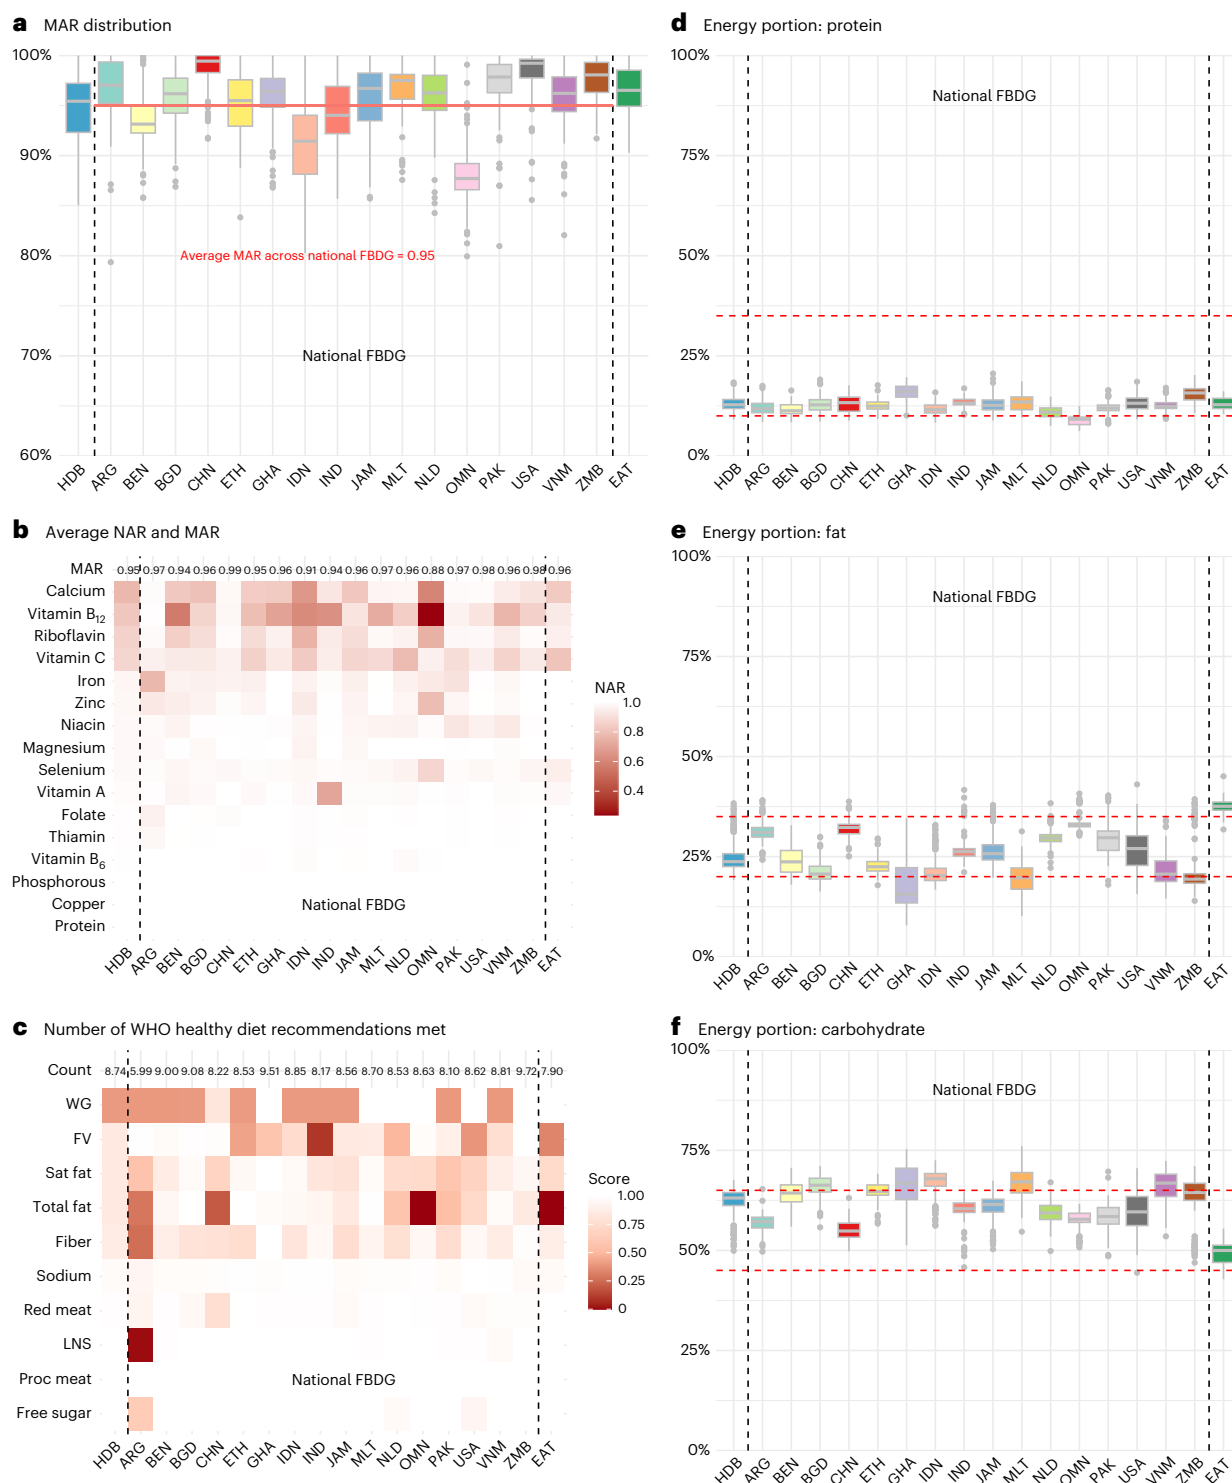 a MAR distribution
100%
90%
80%
70%
60%
Average MAR across national FBDG = 0.95
National FBDG
HDB ARG BEN BGD CHN ETH GHA IDN IND JAM MLT NLD OMN PAK USA VNM ZMB EAT
b Average NAR and MAR
MAR 0.95 0.97 0.94 0.96 0.99 0.95 0.96 0.91 0.94 0.96 0.97 0.96 0.88 0.97 0.98 0.96 0.98 0.96
Calcium
Vitamin B12
Riboflavin
Vitamin C
Iron
Zinc
Niacin
Magnesium
Selenium
Vitamin A
Folate
Thiamin
Vitamin B6
Phosphorous
Copper
Protein
National FBDG
HDB ARG BEN BGD CHN ETH GHA IDN IND JAM MLT NLD OMN PAK USA VNM ZMB EAT
NAR
1.0
0.8
0.6
0.4
c Number of WHO healthy diet recommendations met
Count 8.74 5.99 9.00 9.08 8.22 8.53 9.51 8.85 8.17 8.56 8.70 8.53 8.63 8.10 8.62 8.81 9.72 7.90
WG
FV
Sat fat
Total fat
Fiber
Sodium
Red meat
LNS
Proc meat
Free sugar
National FBDG
HDB ARG BEN BGD CHN ETH GHA IDN IND JAM MLT NLD OMN PAK USA VNM ZMB EAT
Score
1.00
0.75
0.50
0.25
0
d Energy portion: protein
100%
75%
50%
25%
0%
National FBDG
HDB ARG BEN BGD CHN ETH GHA IDN IND JAM MLT NLD OMN PAK USA VNM ZMB EAT
e Energy portion: fat
100%
75%
50%
25%
0%
National FBDG
HDB ARG BEN BGD CHN ETH GHA IDN IND JAM MLT NLD OMN PAK USA VNM ZMB EAT
f Energy portion: carbohydrate
100%
75%
50%
25%
0%
National FBDG
HDB ARG BEN BGD CHN ETH GHA IDN IND JAM MLT NLD OMN PAK USA VNM ZMB EAT